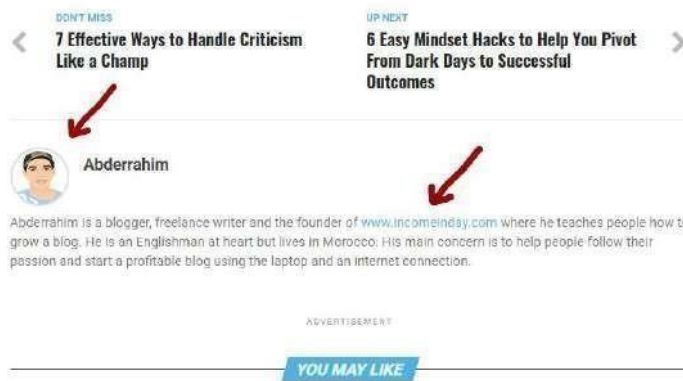 DON'T MISS
7 Effective Ways to Handle Criticism
Like a Champ
UP NEXT
6 Easy Mindset Hacks to Help You Pivot
From Dark Days to Successful
Outcomes
Abderrahim
Abderrahim is a blogger, freelance writer and the founder of www.incomeinday.com where he teaches people how t
grow a blog. He is an Englishman at heart but lives in Morocco. His main concern is to help people follow their
passion and start a profitable blog using the laptop and an internet connection.
ADVERTISEMENT
YOU MAY LIKE